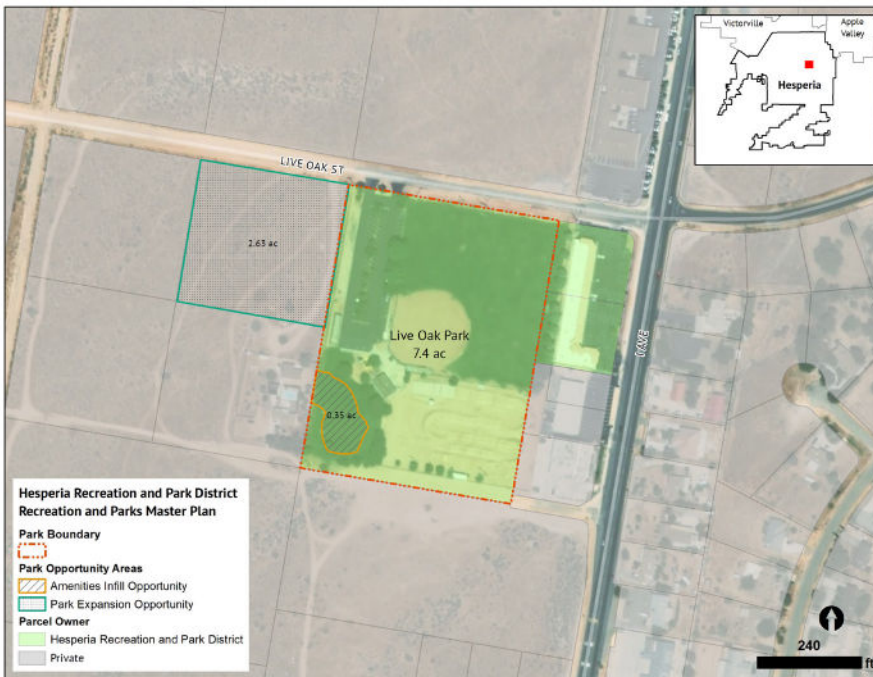 Victorville
Apple
Valley
Hesperia
LIVE OAK ST
2.63 ac
Live Oak Park
7.4 ac
I AVE
0.35 ac
Hesperia Recreation and Park District
Recreation and Parks Master Plan
Park Boundary
Park Opportunity Areas
Amenities Infill Opportunity
Park Expansion Opportunity
Parcel Owner
Hesperia Recreation and Park District
Private
240
ft